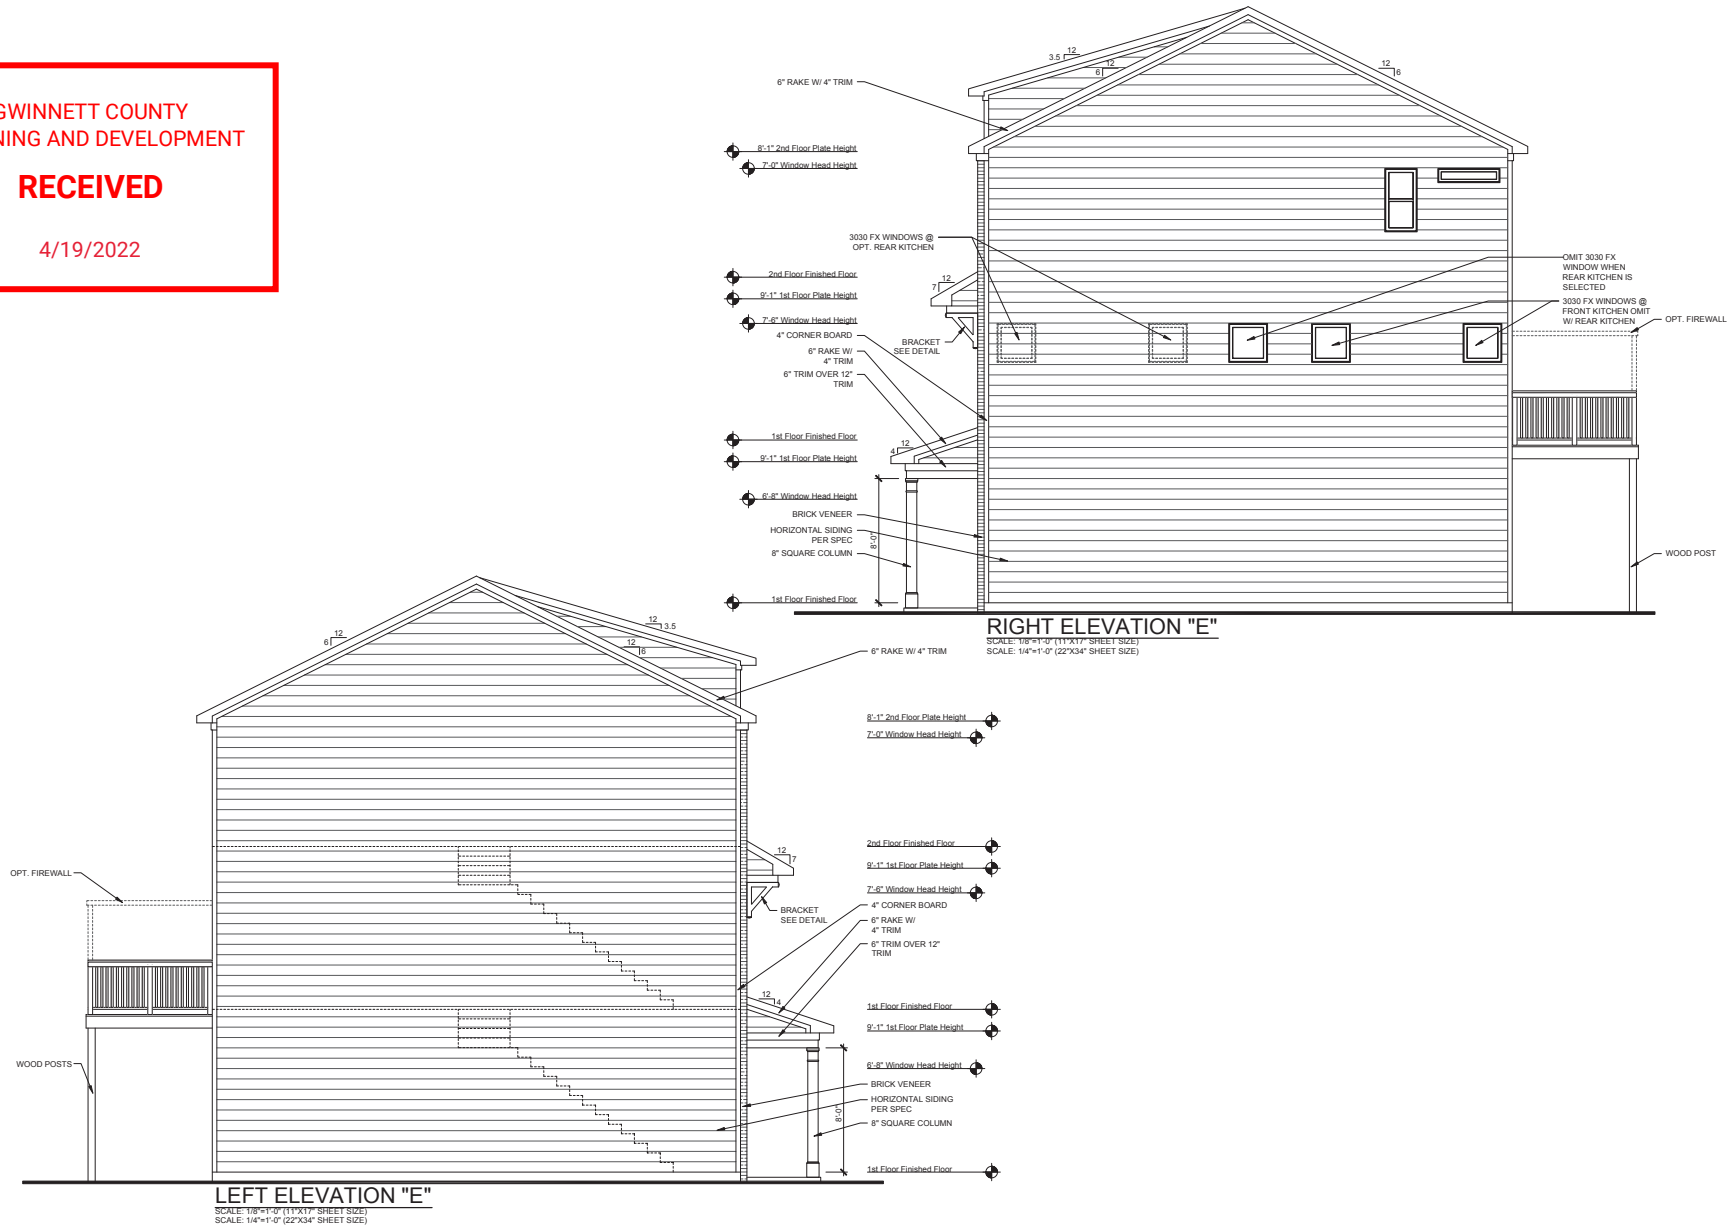 GWINNETT COUNTY
NING AND DEVELOPMENT
RECEIVED
4/19/2022
12
3.5
12
6
12
6
6" RAKE W/ 4" TRIM
8'-1" 2nd Floor Plate Height
7'-0" Window Head Height
3030 FX WINDOWS @
OPT. REAR KITCHEN
2nd Floor Finished Floor
9'-1" 1st Floor Plate Height
7'-6" Window Head Height
4" CORNER BOARD
6" RAKE W/
4" TRIM
6" TRIM OVER 12"
TRIM
12
7
BRACKET
SEE DETAIL
OMIT 3030 FX
WINDOW WHEN
REAR KITCHEN IS
SELECTED
3030 FX WINDOWS @
FRONT KITCHEN OMIT
W/ REAR KITCHEN
OPT. FIREWALL
1st Floor Finished Floor
9'-1" 1st Floor Plate Height
12
4
6'-8" Window Head Height
BRICK VENEER
HORIZONTAL SIDING
PER SPEC
8" SQUARE COLUMN
8'-0"
WOOD POST
1st Floor Finished Floor
RIGHT ELEVATION "E"
SCALE: 1/8"=1'-0" (11"X17" SHEET SIZE)
SCALE: 1/4"=1'-0" (22"X34" SHEET SIZE)
12
6
12
3.5
12
6
6" RAKE W/ 4" TRIM
8'-1" 2nd Floor Plate Height
7'-0" Window Head Height
2nd Floor Finished Floor
9'-1" 1st Floor Plate Height
7'-6" Window Head Height
12
7
OPT. FIREWALL
BRACKET
SEE DETAIL
4" CORNER BOARD
6" RAKE W/
4" TRIM
6" TRIM OVER 12"
TRIM
12
4
1st Floor Finished Floor
9'-1" 1st Floor Plate Height
6'-8" Window Head Height
WOOD POSTS
BRICK VENEER
HORIZONTAL SIDING
PER SPEC
8" SQUARE COLUMN
8'-0"
1st Floor Finished Floor
LEFT ELEVATION "E"
SCALE: 1/8"=1'-0" (11"X17" SHEET SIZE)
SCALE: 1/4"=1'-0" (22"X34" SHEET SIZE)